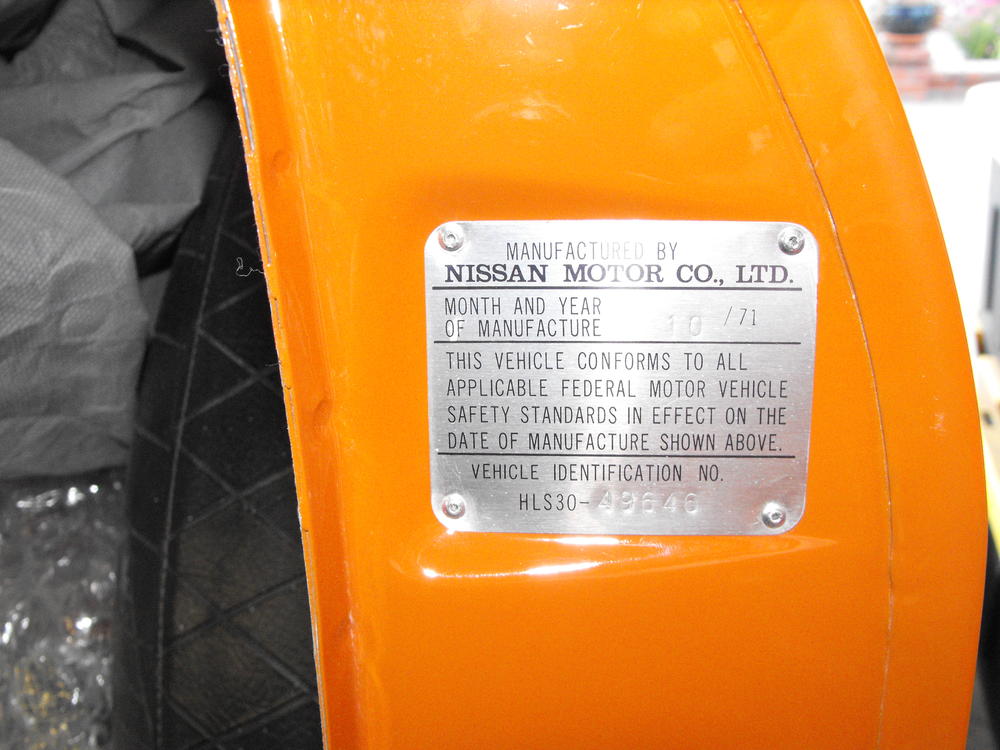 MANUFACTURED BY
NISSAN MOTOR CO., LTD.
MONTH AND YEAR
OF MANUFACTURE 10 /71
THIS VEHICLE CONFORMS TO ALL
APPLICABLE FEDERAL MOTOR VEHICLE
SAFETY STANDARDS IN EFFECT ON THE
DATE OF MANUFACTURE SHOWN ABOVE.
VEHICLE IDENTIFICATION NO.
HLS30-49646